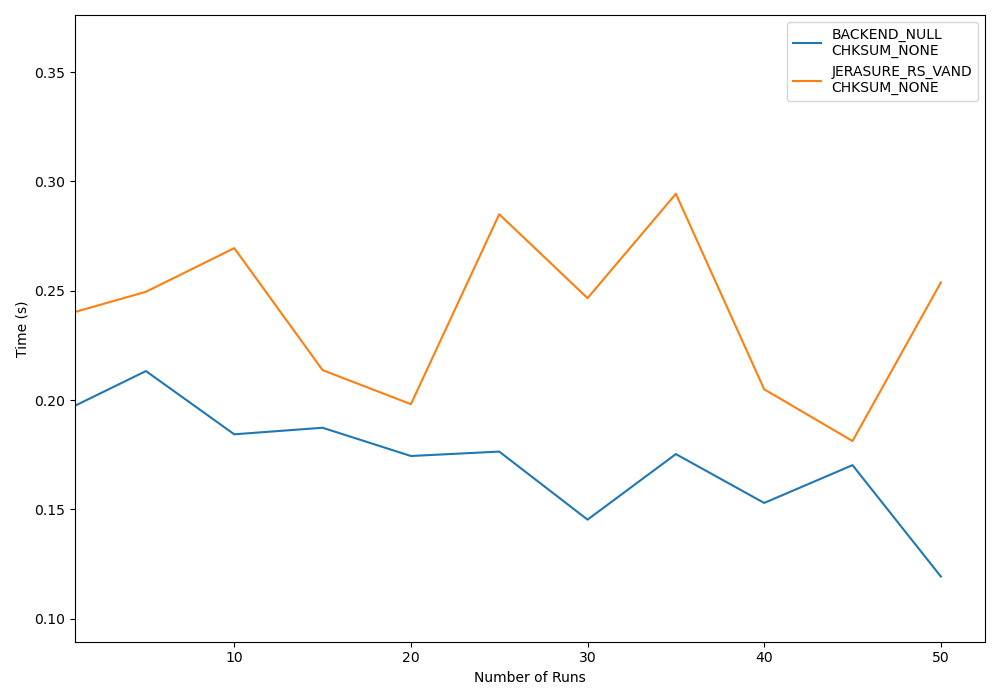 BACKEND_NULL
CHKSUM_NONE
JERASURE_RS_VAND
CHKSUM_NONE
0.35
0.30
0.25
0.20
0.15
0.10
Time (s)
10 20 30 40 50
Number of Runs